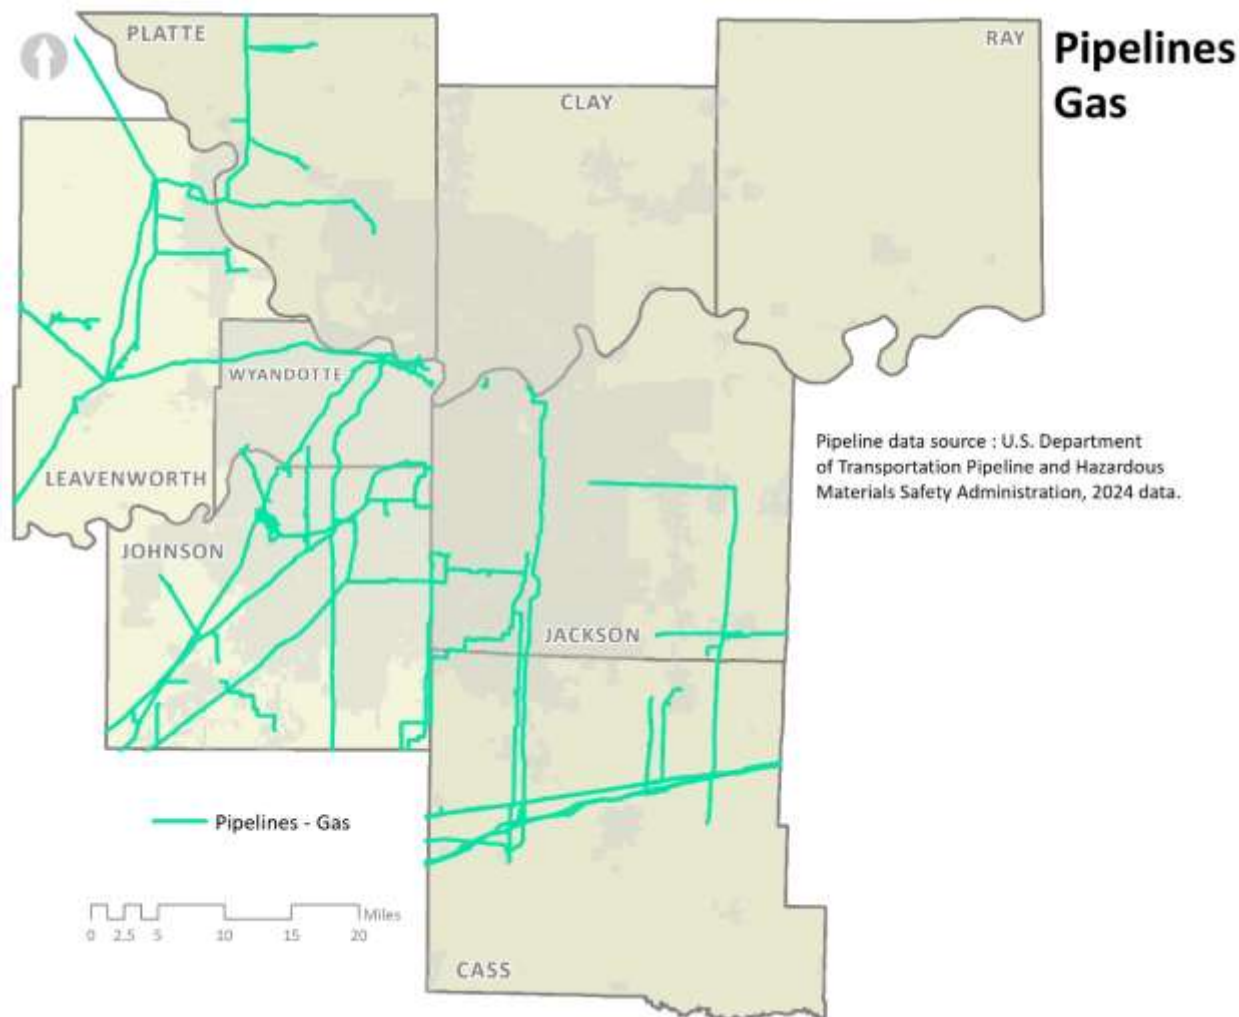 PLATTE
RAY
Pipelines
Gas
CLAY
WYANDOTTE
Pipeline data source : U.S. Department
of Transportation Pipeline and Hazardous
Materials Safety Administration, 2024 data.
LEAVENWORTH
JOHNSON
JACKSON
Pipelines - Gas
Miles
0 2.5 5 10 15 20
CASS